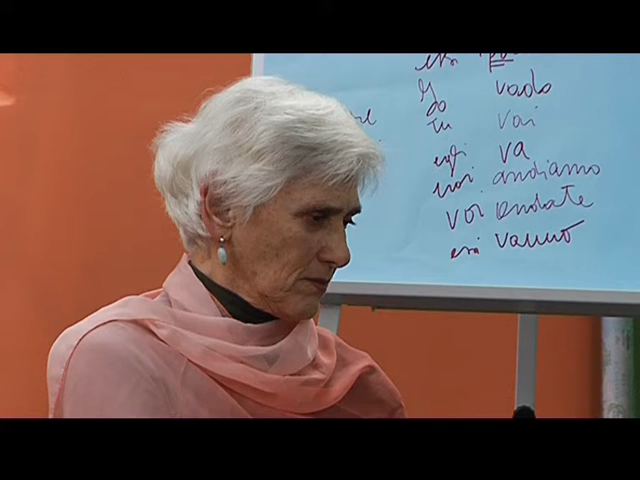 Io vado
Tu vai
egli va
noi andiamo
voi andate
essi vanno